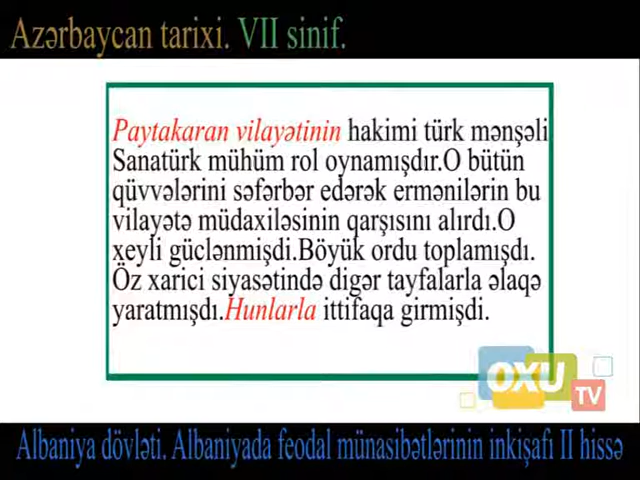 Azərbaycan tarixi. VII sinif.
Paytakaran vilayətinin hakimi türk mənşəli
Sanatürk mühüm rol oynamışdır.O bütün
qüvvələrini səfərbər edərək ermənilərin bu
vilayətə müdaxiləsinin qarşısını alırdı.O
xeyli güclənmişdi.Böyük ordu toplamışdı.
Öz xarici siyasətində digər tayfalarla əlaqə
yaratmışdı.Hunlarla ittifaqa girmişdi.
OXU
TV
Albaniya dövləti. Albaniyada feodal münasibətlərinin inkişafı II hissə